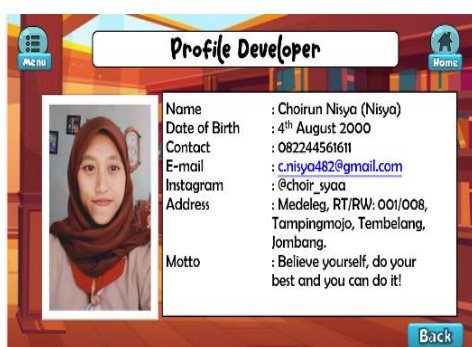 Menu
Profile Developer
Home
Name : Choirun Nisya (Nisya)
Date of Birth : 4th August 2000
Contact : 082244561611
E-mail : c.nisya482@gmail.com
Instagram : @choir_syaa
Address : Medeleg, RT/RW: 001/008,
Tampingmojo, Tembelang,
Jombang.
Motto : Believe yourself, do your
best and you can do it!
Back